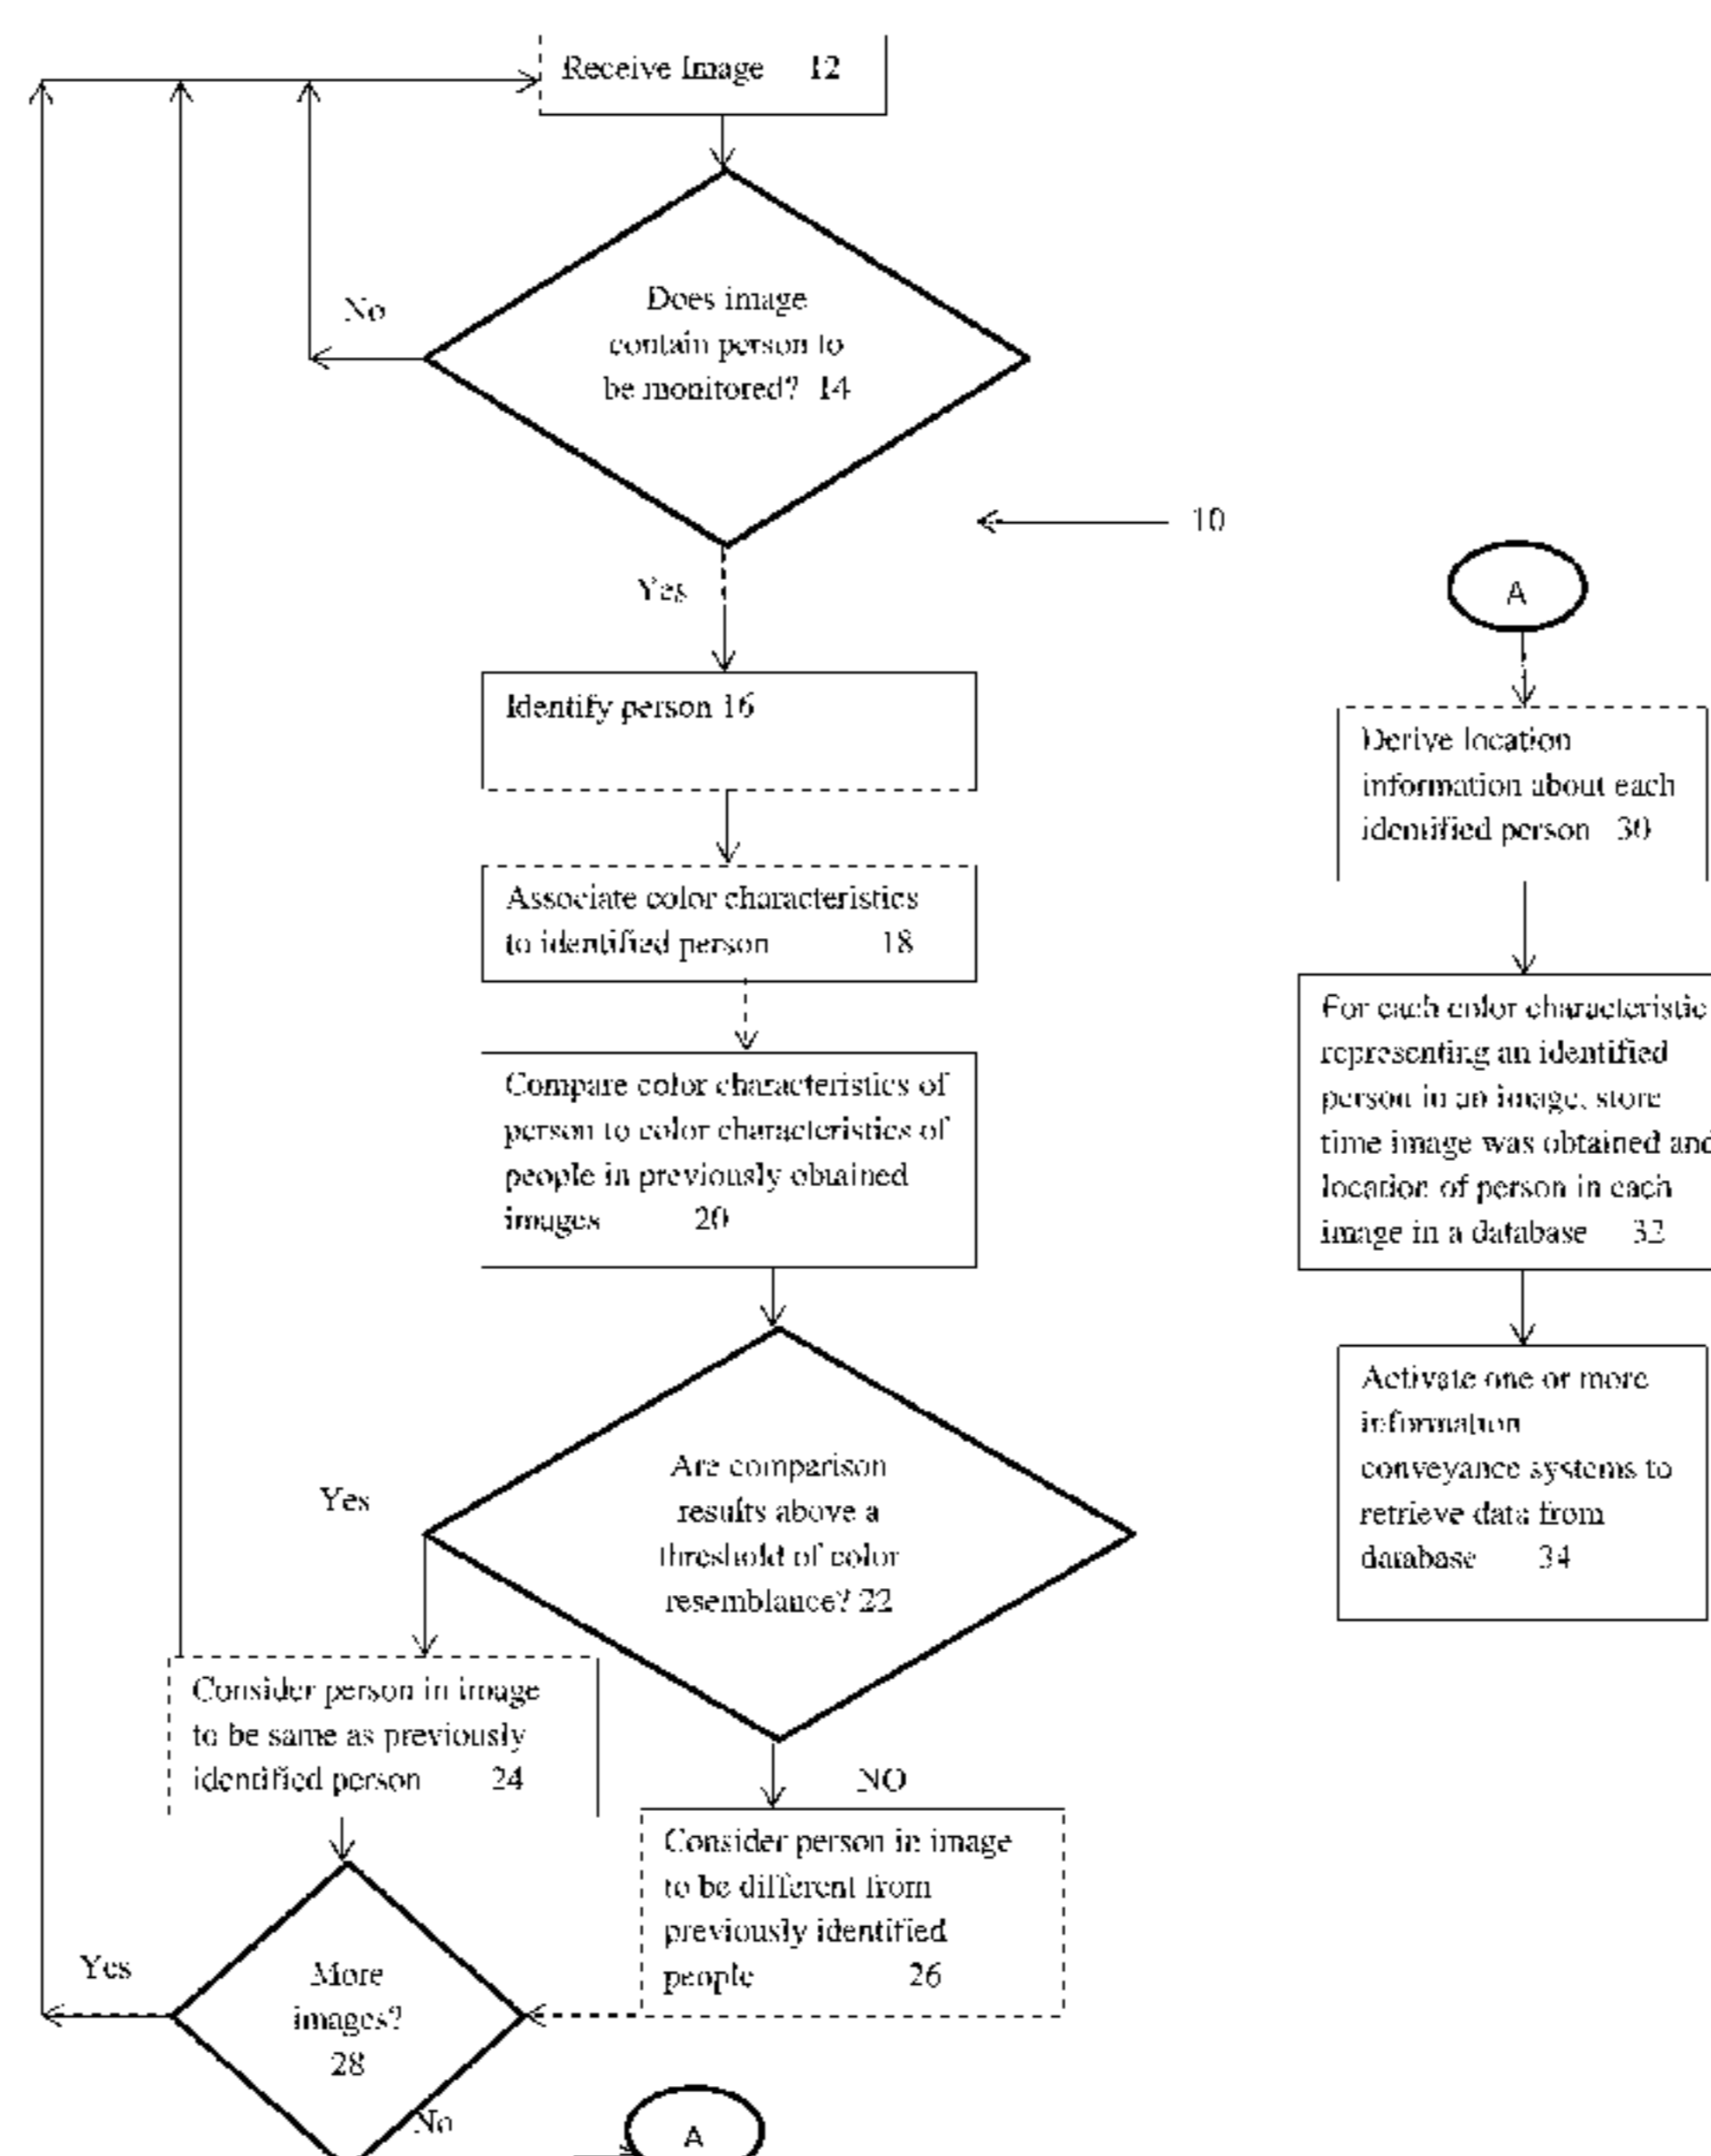 Receive Image 12
No
Does image
contain person to
be monitored? 14
10
Yes
Identify person 16
Associate color characteristics
to identified person 18
Compare color characteristics of
person to color characteristics of
people in previously obtained
images 20
Yes
Are comparison
results above a
threshold of color
resemblance? 22
Consider person in image
to be same as previously
identified person 24
NO
Consider person in image
to be different from
previously identified
people 26
Yes
More
images?
28
No
A
A
Derive location
information about each
identified person 30
For each color characteristic
representing an identified
person in an image, store
time image was obtained and
location of person in each
image in a database 32
Activate one or more
information
conveyance systems to
retrieve data from
database 34